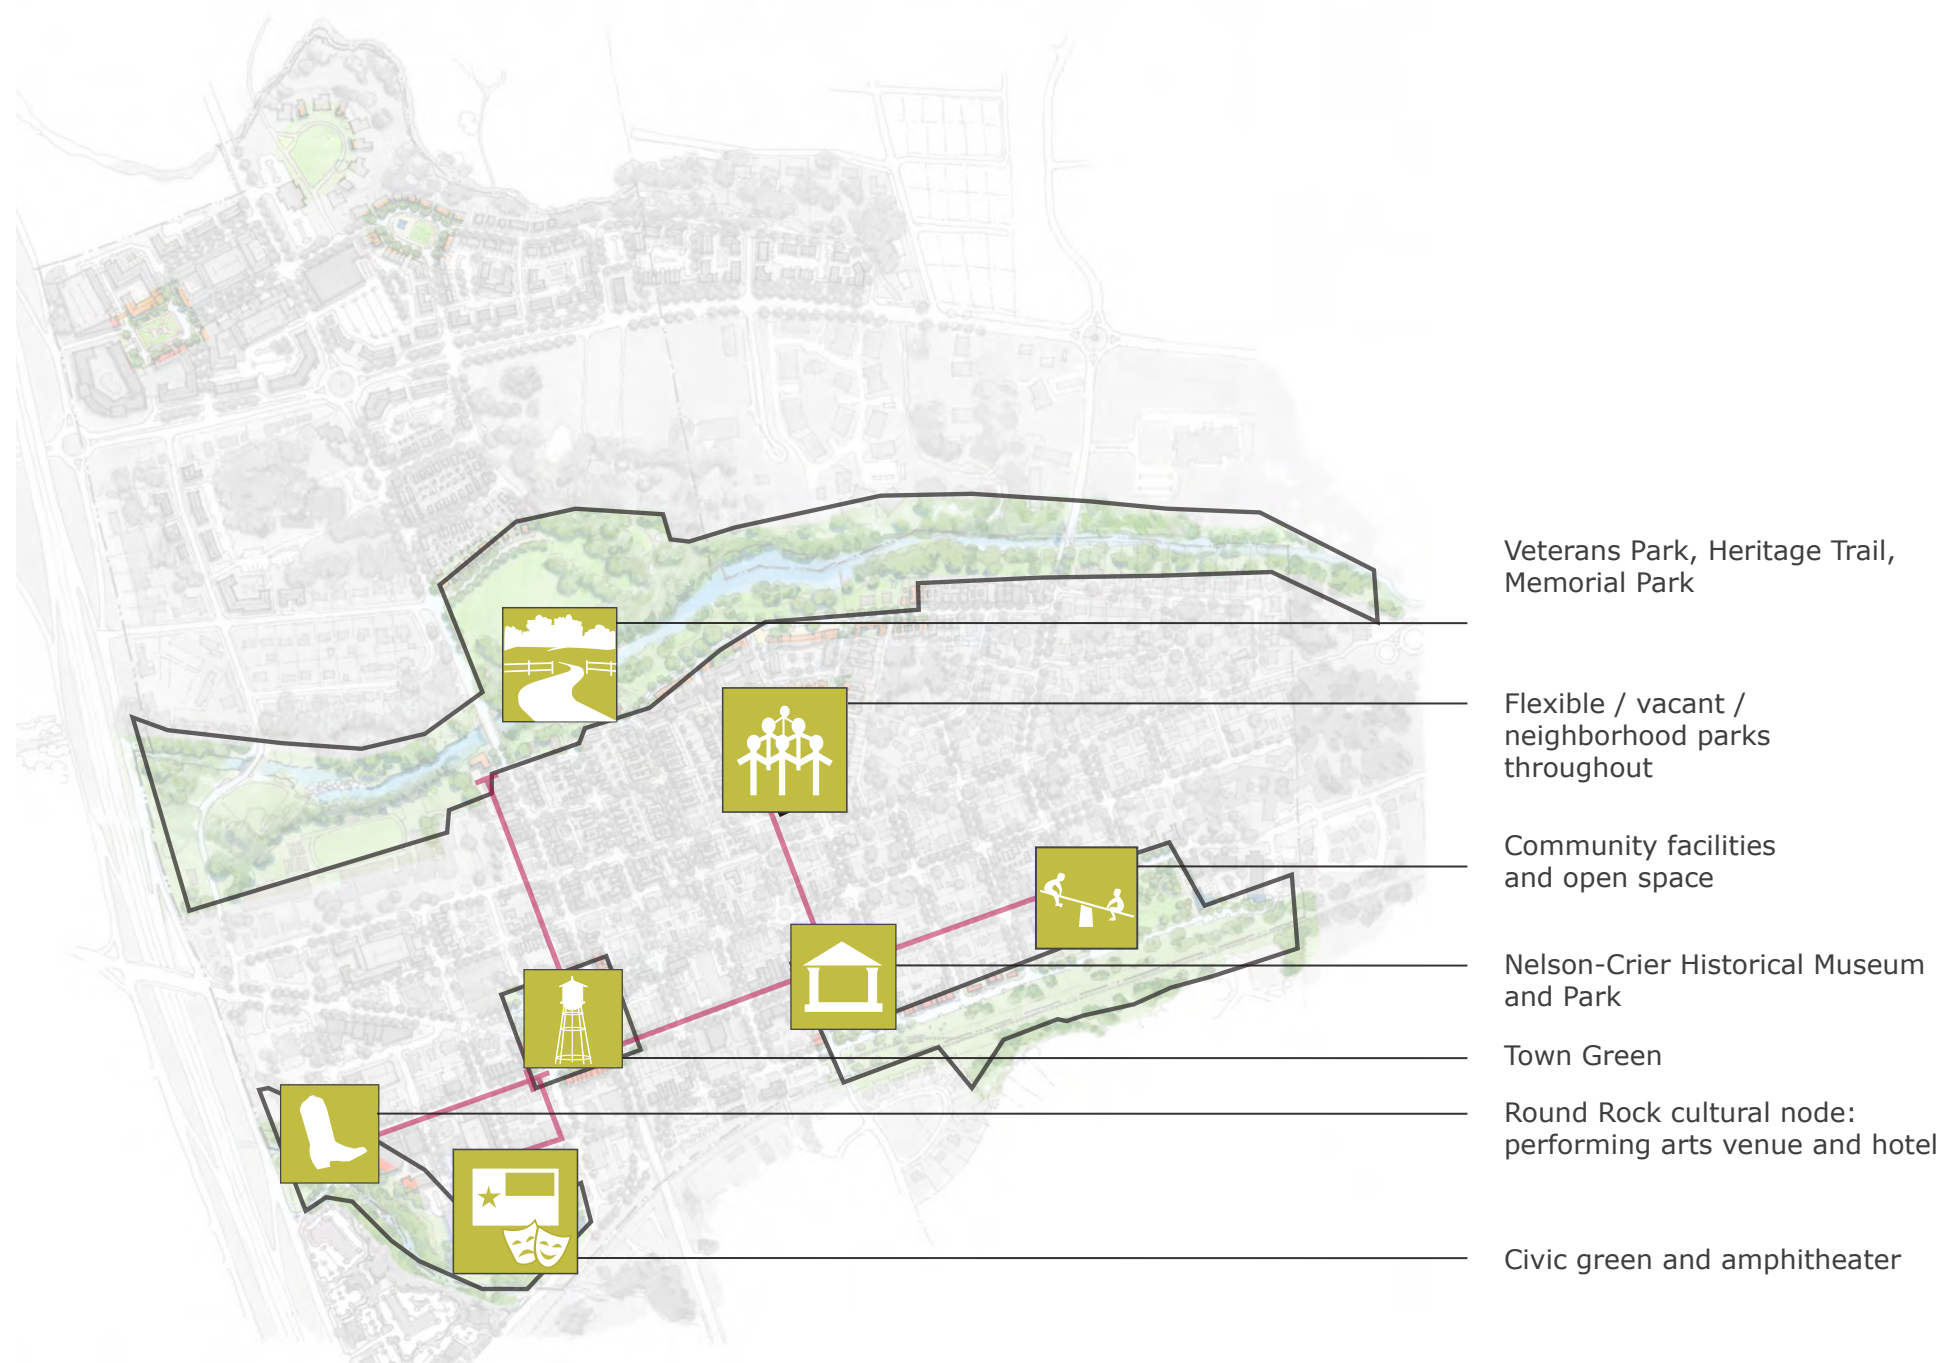 Veterans Park, Heritage Trail,
Memorial Park
Flexible / vacant /
neighborhood parks
throughout
Community facilities
and open space
Nelson-Crier Historical Museum
and Park
Town Green
Round Rock cultural node:
performing arts venue and hotel
Civic green and amphitheater